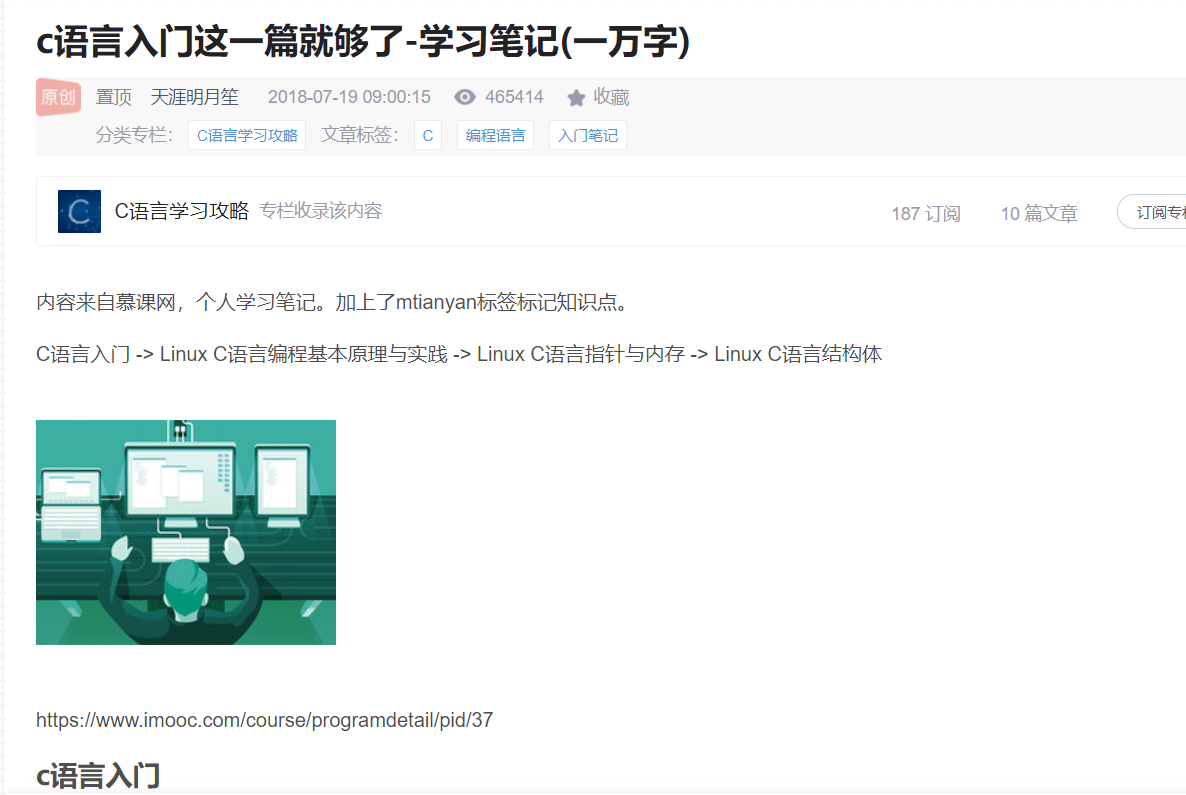 c语言入门这一篇就够了-学习笔记(一万字)
原创 置顶 天涯明月笙 2018-07-19 09:00:15 465414 收藏
分类专栏： C语言学习攻略 文章标签： C 编程语言 入门笔记
C C语言学习攻略 专栏收录该内容 187 订阅 10 篇文章 订阅专
内容来自慕课网，个人学习笔记。加上了mtianyan标签标记知识点。
C语言入门 -> Linux C语言编程基本原理与实践 -> Linux C语言指针与内存 -> Linux C语言结构体
https://www.imooc.com/course/programdetail/pid/37
c语言入门